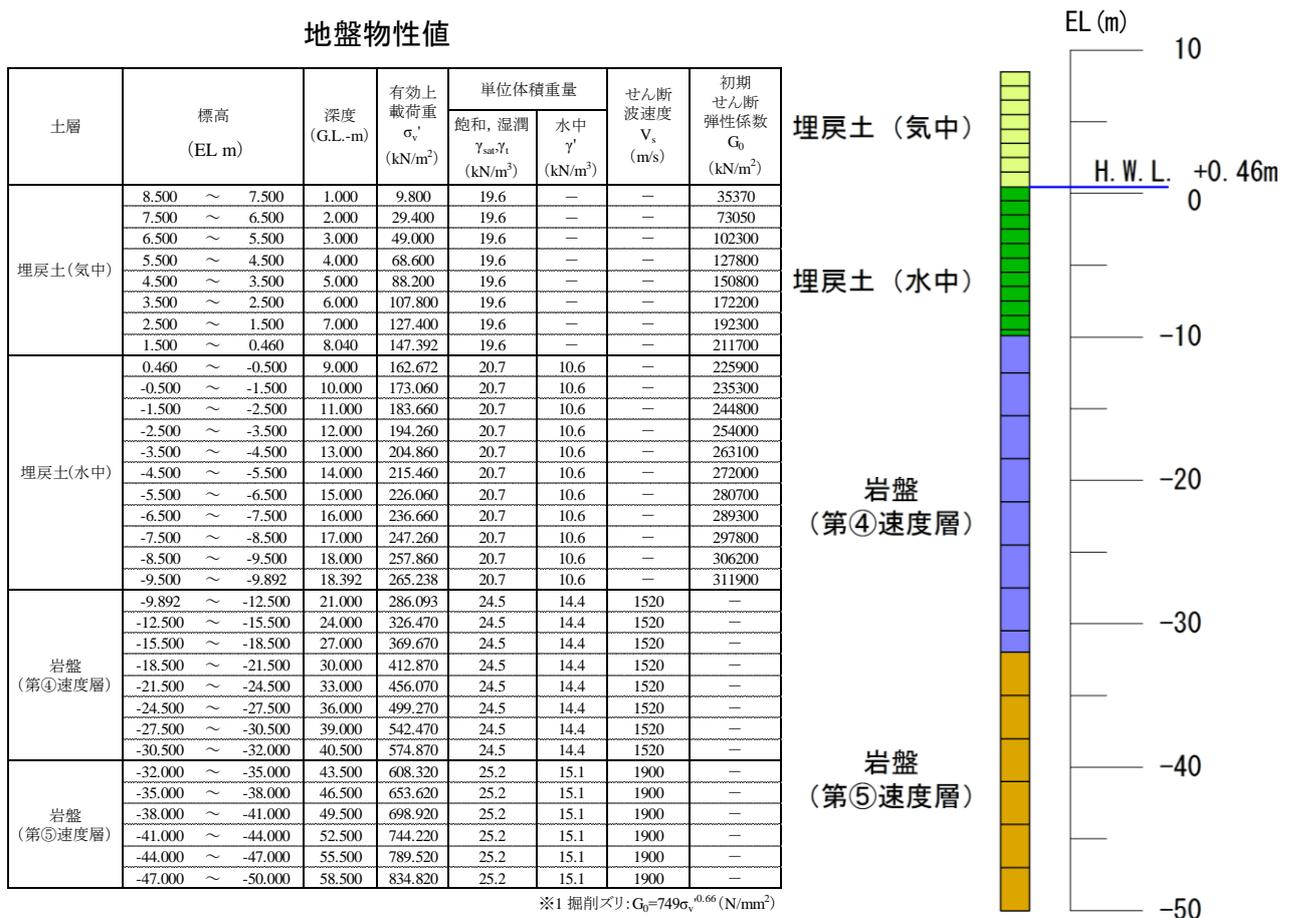 地盤物性値
土層 標高 (EL m) 深度 (G.L.-m) 有効上載荷重 σv' (kN/m²) 単位体積重量 せん断波速度 Vs (m/s) 初期せん断弾性係数 G0 (kN/m²)
飽和，湿潤 γsat,γt (kN/m³) 水中 γ' (kN/m³)
埋戻土(気中)
8.500 ～ 7.500 1.000 9.800 19.6 － － 35370
7.500 ～ 6.500 2.000 29.400 19.6 － － 73050
6.500 ～ 5.500 3.000 49.000 19.6 － － 102300
5.500 ～ 4.500 4.000 68.600 19.6 － － 127800
4.500 ～ 3.500 5.000 88.200 19.6 － － 150800
3.500 ～ 2.500 6.000 107.800 19.6 － － 172200
2.500 ～ 1.500 7.000 127.400 19.6 － － 192300
1.500 ～ 0.460 8.040 147.392 19.6 － － 211700
埋戻土(水中)
0.460 ～ -0.500 9.000 162.672 20.7 10.6 － 225900
-0.500 ～ -1.500 10.000 173.060 20.7 10.6 － 235300
-1.500 ～ -2.500 11.000 183.660 20.7 10.6 － 244800
-2.500 ～ -3.500 12.000 194.260 20.7 10.6 － 254000
-3.500 ～ -4.500 13.000 204.860 20.7 10.6 － 263100
-4.500 ～ -5.500 14.000 215.460 20.7 10.6 － 272000
-5.500 ～ -6.500 15.000 226.060 20.7 10.6 － 280700
-6.500 ～ -7.500 16.000 236.660 20.7 10.6 － 289300
-7.500 ～ -8.500 17.000 247.260 20.7 10.6 － 297800
-8.500 ～ -9.500 18.000 257.860 20.7 10.6 － 306200
-9.500 ～ -9.892 18.392 265.238 20.7 10.6 － 311900
岩盤
(第④速度層)
-9.892 ～ -12.500 21.000 286.093 24.5 14.4 1520 －
-12.500 ～ -15.500 24.000 326.470 24.5 14.4 1520 －
-15.500 ～ -18.500 27.000 369.670 24.5 14.4 1520 －
-18.500 ～ -21.500 30.000 412.870 24.5 14.4 1520 －
-21.500 ～ -24.500 33.000 456.070 24.5 14.4 1520 －
-24.500 ～ -27.500 36.000 499.270 24.5 14.4 1520 －
-27.500 ～ -30.500 39.000 542.470 24.5 14.4 1520 －
-30.500 ～ -32.000 40.500 574.870 24.5 14.4 1520 －
岩盤
(第⑤速度層)
-32.000 ～ -35.000 43.500 608.320 25.2 15.1 1900 －
-35.000 ～ -38.000 46.500 653.620 25.2 15.1 1900 －
-38.000 ～ -41.000 49.500 698.920 25.2 15.1 1900 －
-41.000 ～ -44.000 52.500 744.220 25.2 15.1 1900 －
-44.000 ～ -47.000 55.500 789.520 25.2 15.1 1900 －
-47.000 ～ -50.000 58.500 834.820 25.2 15.1 1900 －
※1 掘削ズリ：G0=749σv'^0.66(N/mm²)
EL(m)
10
埋戻土（気中）
H.W.L. +0.46m
0
埋戻土（水中）
-10
岩盤
（第④速度層）
-20
-30
岩盤
（第⑤速度層）
-40
-50